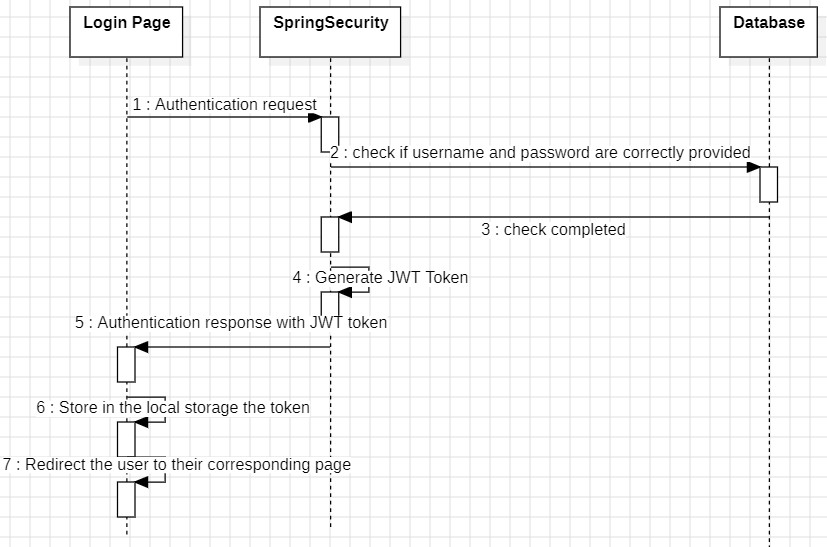 Login Page
SpringSecurity
Database
1 : Authentication request
2 : check if username and password are correctly provided
3 : check completed
4 : Generate JWT Token
5 : Authentication response with JWT token
6 : Store in the local storage the token
7 : Redirect the user to their corresponding page